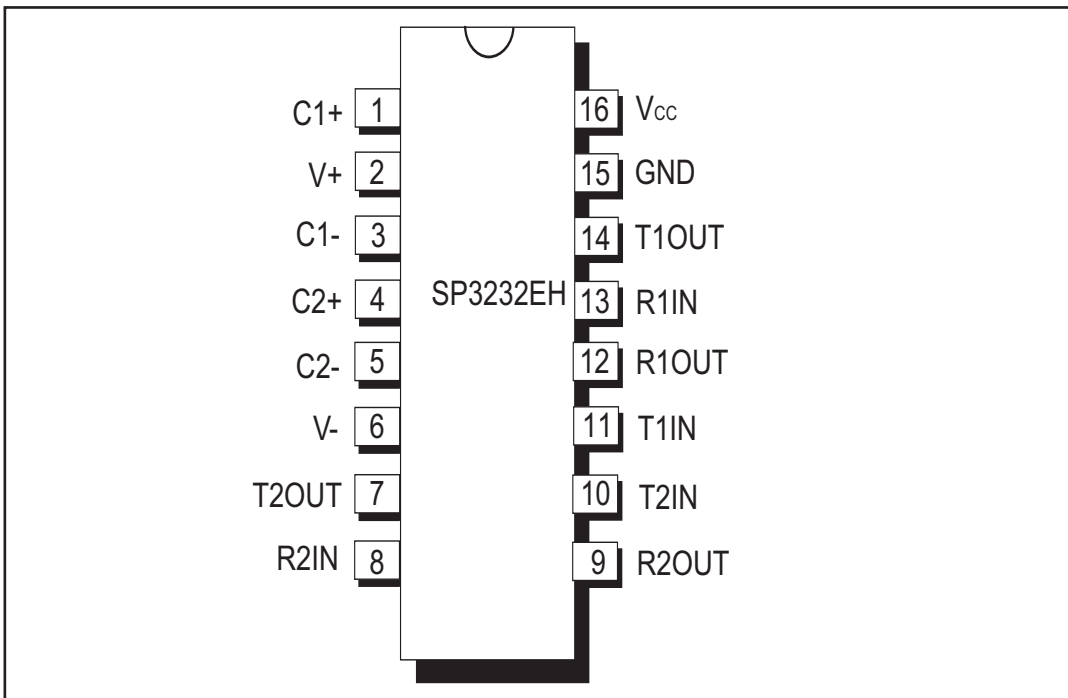 C1+ 1 16 Vcc
V+ 2 15 GND
C1- 3 14 T1OUT
C2+ 4 SP3232EH 13 R1IN
C2- 5 12 R1OUT
V- 6 11 T1IN
T2OUT 7 10 T2IN
R2IN 8 9 R2OUT